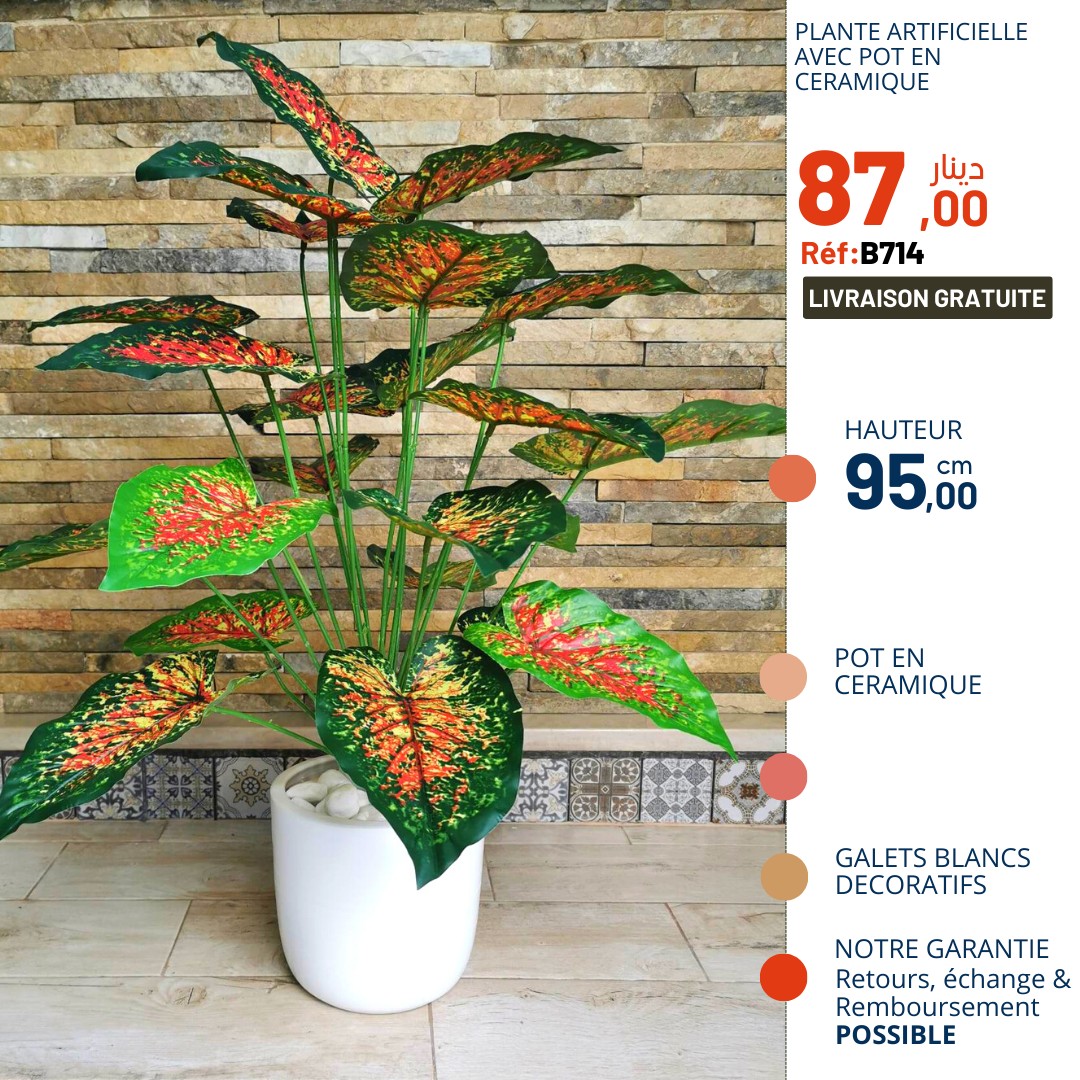 PLANTE ARTIFICIELLE
AVEC POT EN
CERAMIQUE
87,00 دينار
Réf:B714
LIVRAISON GRATUITE
HAUTEUR
95,00 cm
POT EN
CERAMIQUE
GALETS BLANCS
DECORATIFS
NOTRE GARANTIE
Retours, échange &
Remboursement
POSSIBLE